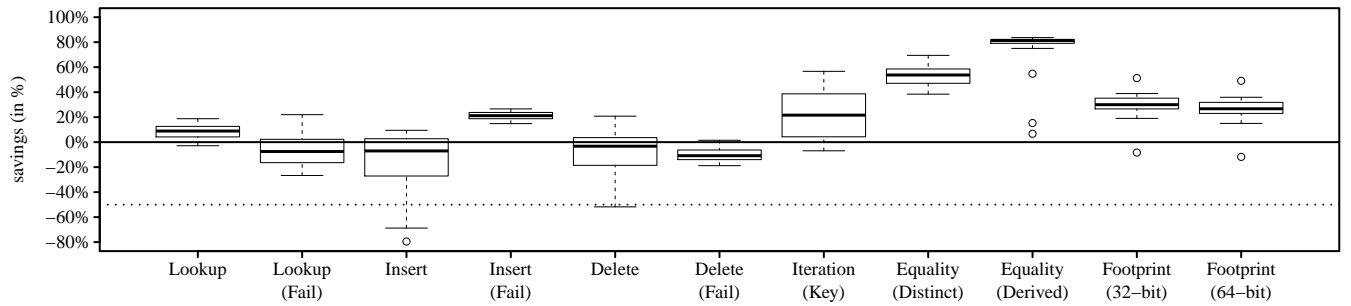 savings (in %)
100%
80%
60%
40%
20%
0%
−20%
−40%
−60%
−80%
Lookup
Lookup
(Fail)
Insert
Insert
(Fail)
Delete
Delete
(Fail)
Iteration
(Key)
Equality
(Distinct)
Equality
(Derived)
Footprint
(32−bit)
Footprint
(64−bit)